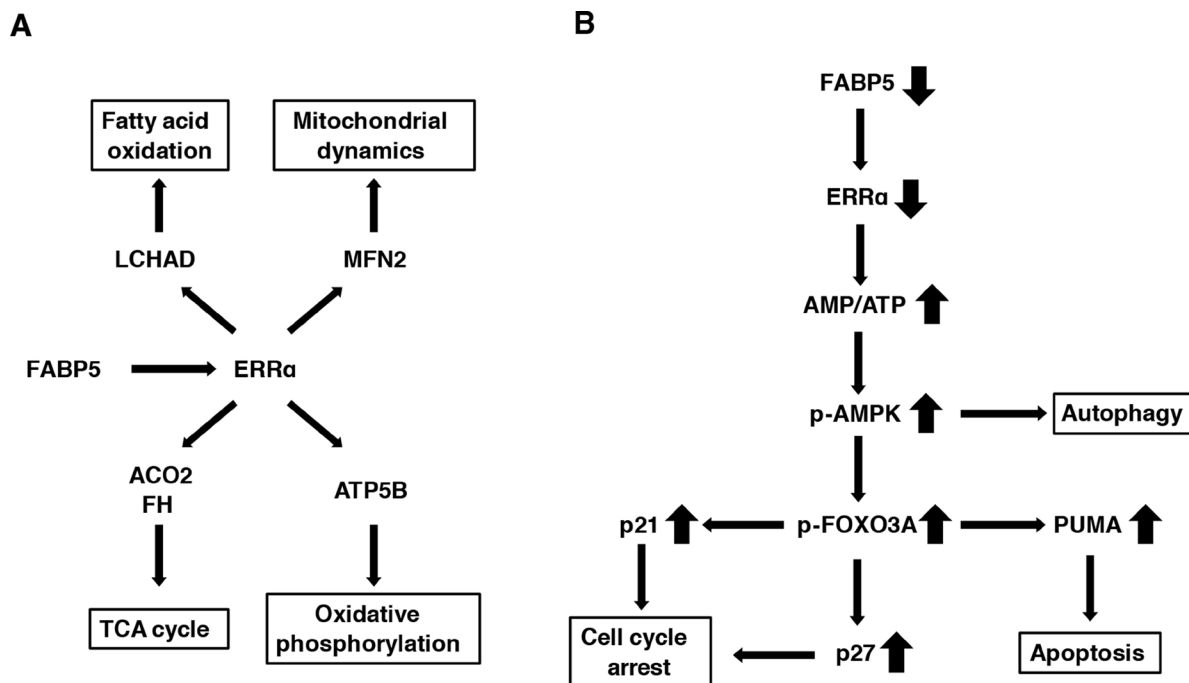 A
Fatty acid
oxidation
Mitochondrial
dynamics
LCHAD
MFN2
FABP5
ERRα
ACO2
FH
ATP5B
TCA cycle
Oxidative
phosphorylation
B
FABP5
ERRα
AMP/ATP
p-AMPK
Autophagy
p21
p-FOXO3A
PUMA
Cell cycle
arrest
p27
Apoptosis